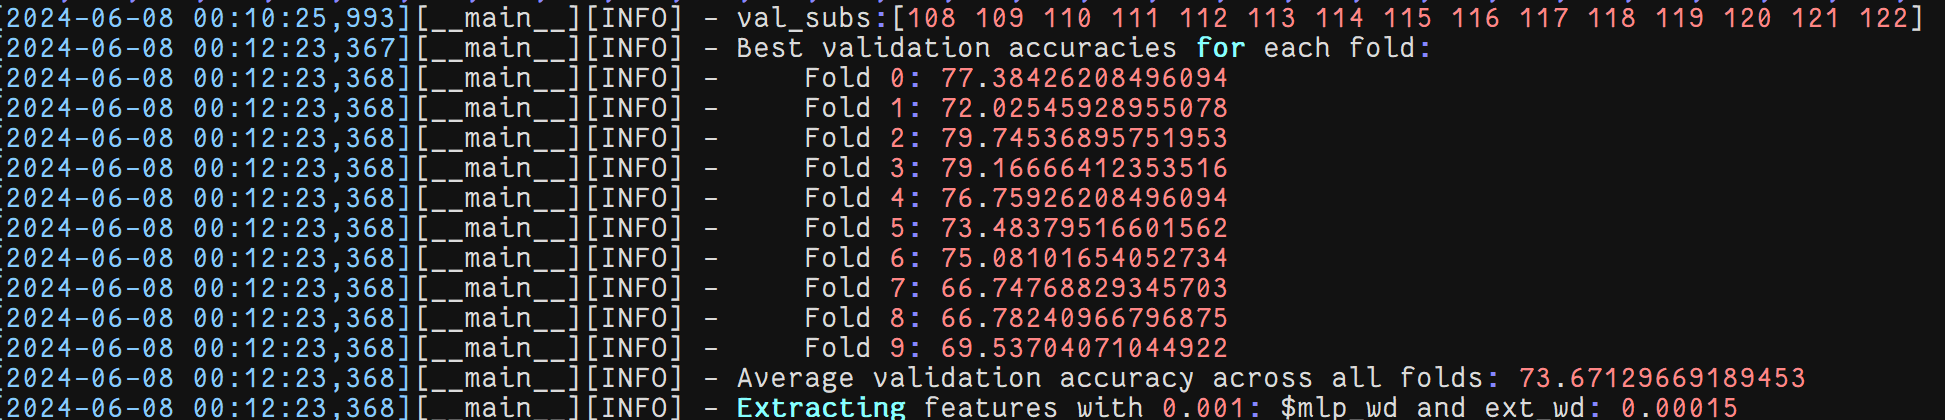 [2024-06-08 00:10:25,993][__main__][INFO] - val_subs:[108 109 110 111 112 113 114 115 116 117 118 119 120 121 122]
[2024-06-08 00:12:23,367][__main__][INFO] - Best validation accuracies for each fold:
[2024-06-08 00:12:23,368][__main__][INFO] -     Fold 0: 77.38426208496094
[2024-06-08 00:12:23,368][__main__][INFO] -     Fold 1: 72.02545928955078
[2024-06-08 00:12:23,368][__main__][INFO] -     Fold 2: 79.74536895751953
[2024-06-08 00:12:23,368][__main__][INFO] -     Fold 3: 79.16666412353516
[2024-06-08 00:12:23,368][__main__][INFO] -     Fold 4: 76.75926208496094
[2024-06-08 00:12:23,368][__main__][INFO] -     Fold 5: 73.48379516601562
[2024-06-08 00:12:23,368][__main__][INFO] -     Fold 6: 75.08101654052734
[2024-06-08 00:12:23,368][__main__][INFO] -     Fold 7: 66.74768829345703
[2024-06-08 00:12:23,368][__main__][INFO] -     Fold 8: 66.78240966796875
[2024-06-08 00:12:23,368][__main__][INFO] -     Fold 9: 69.53704071044922
[2024-06-08 00:12:23,368][__main__][INFO] - Average validation accuracy across all folds: 73.67129669189453
[2024-06-08 00:12:23,368][__main__][INFO] - Extracting features with 0.001: $mlp_wd and ext_wd: 0.00015